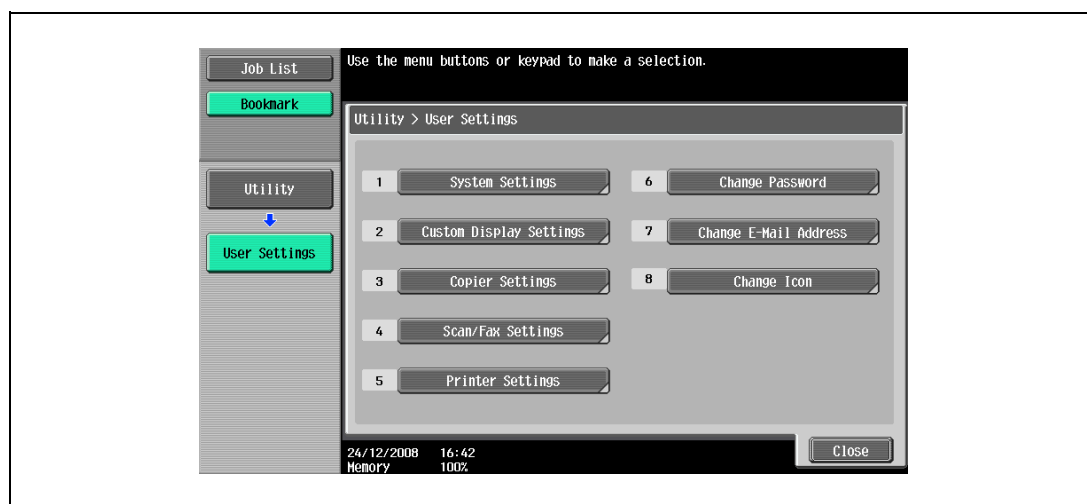 Job List
Bookmark
Utility
User Settings
Use the menu buttons or keypad to make a selection.
Utility > User Settings
1 System Settings
2 Custom Display Settings
3 Copier Settings
4 Scan/Fax Settings
5 Printer Settings
6 Change Password
7 Change E-Mail Address
8 Change Icon
24/12/2008 16:42
Memory 100%
Close